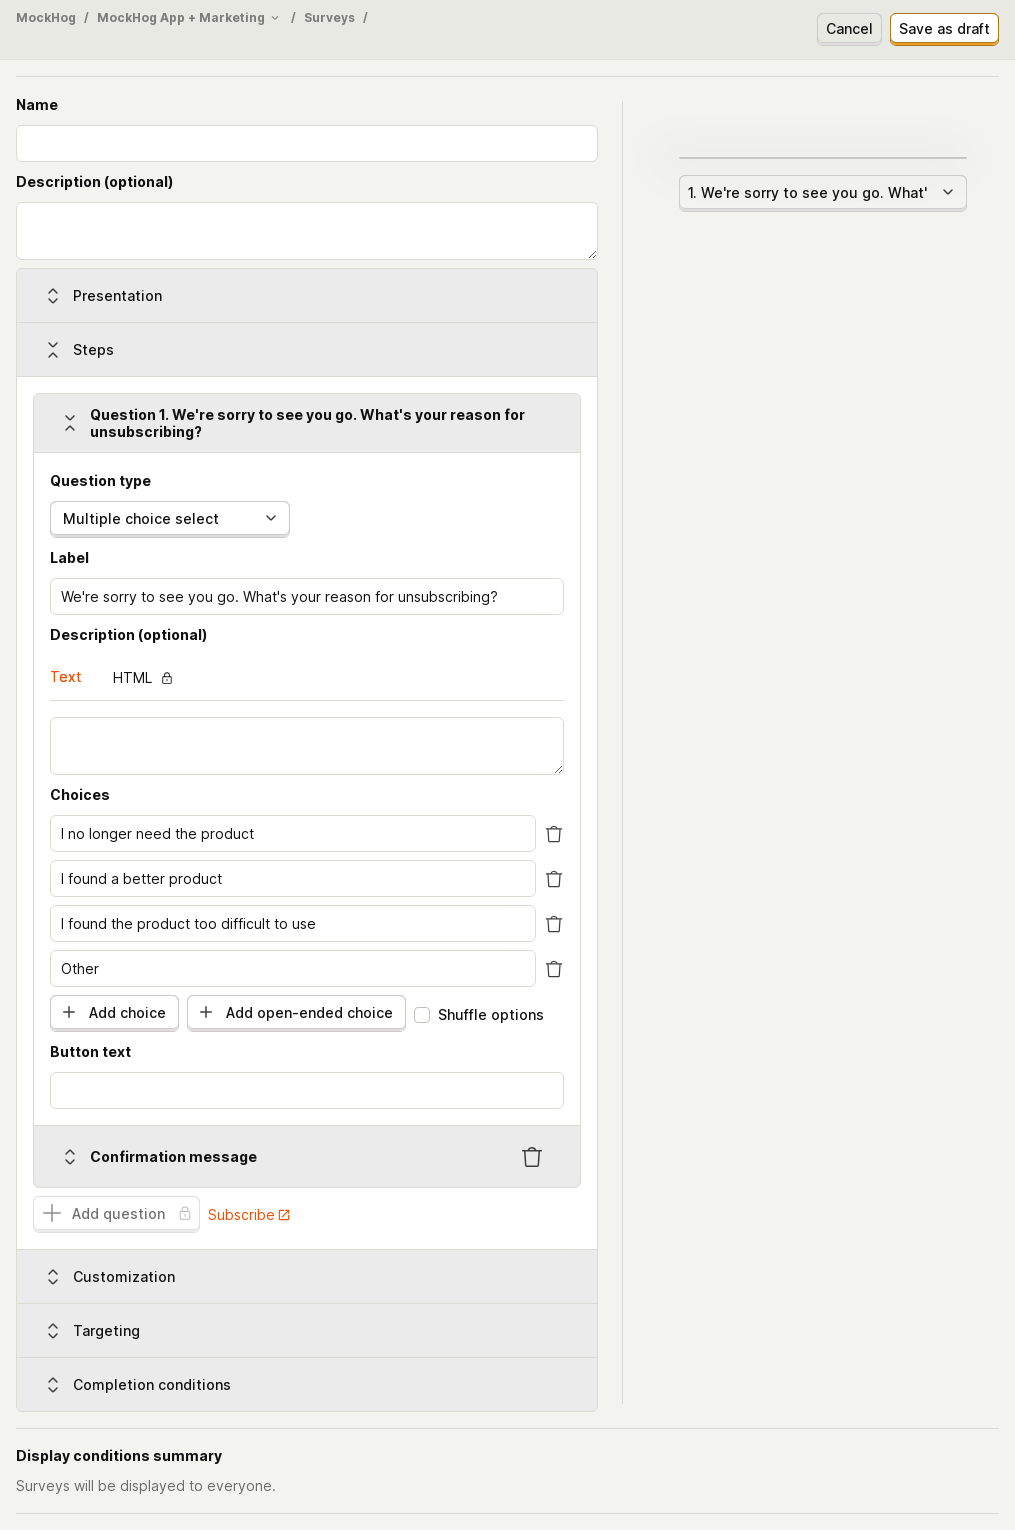 MockHog / MockHog App + Marketing / Surveys /
Cancel
Save as draft
Name
Description (optional)
Presentation
Steps
Question 1. We're sorry to see you go. What's your reason for
unsubscribing?
Question type
Multiple choice select
Label
We're sorry to see you go. What's your reason for unsubscribing?
Description (optional)
Text
HTML
Choices
I no longer need the product
I found a better product
I found the product too difficult to use
Other
Add choice
Add open-ended choice
Shuffle options
Button text
Confirmation message
Add question
Subscribe
Customization
Targeting
Completion conditions
1. We're sorry to see you go. What'
Display conditions summary
Surveys will be displayed to everyone.